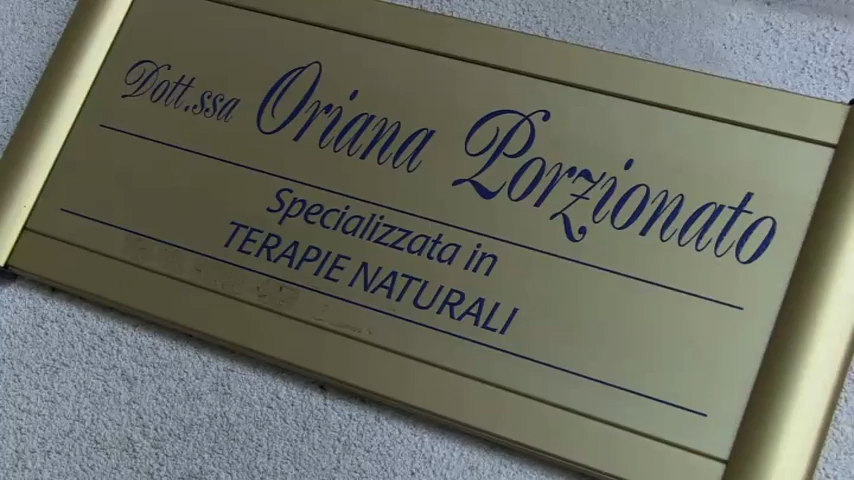 Dott.ssa Oriana Porzionato
Specializzata in
TERAPIE NATURALI